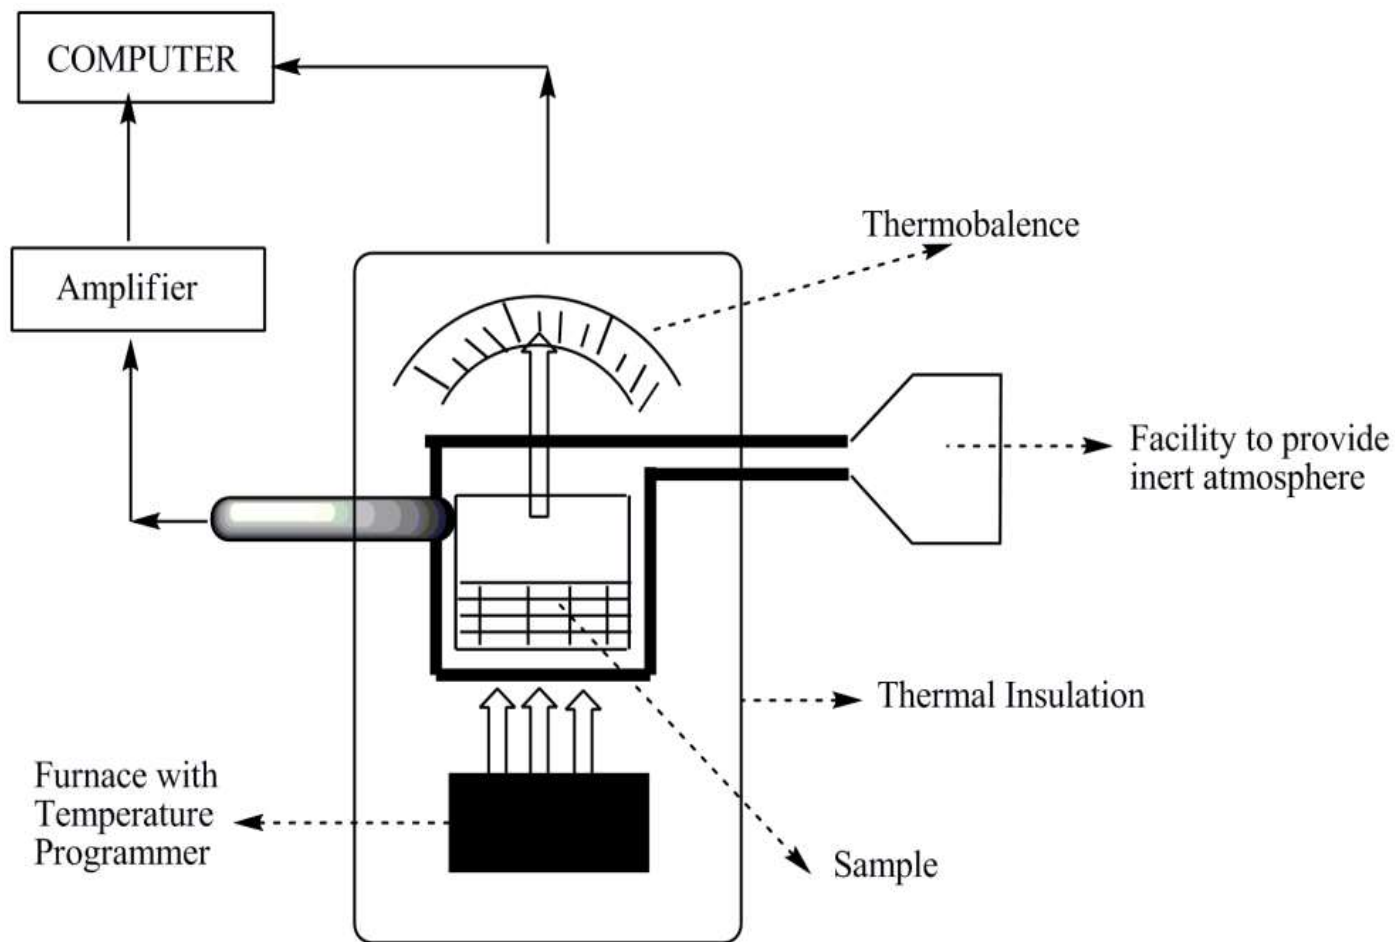 COMPUTER
Thermobalence
Amplifier
Facility to provide
inert atmosphere
Thermal Insulation
Furnace with
Temperature
Programmer
Sample